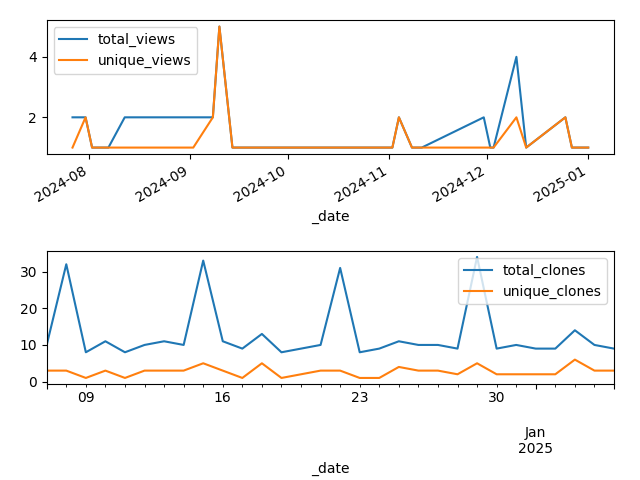 total_views
unique_views
4
2
2024-08
2024-09
2024-10
2024-11
2024-12
2025-01
_date
total_clones
unique_clones
30
20
10
0
09
16
23
30
Jan
2025
_date